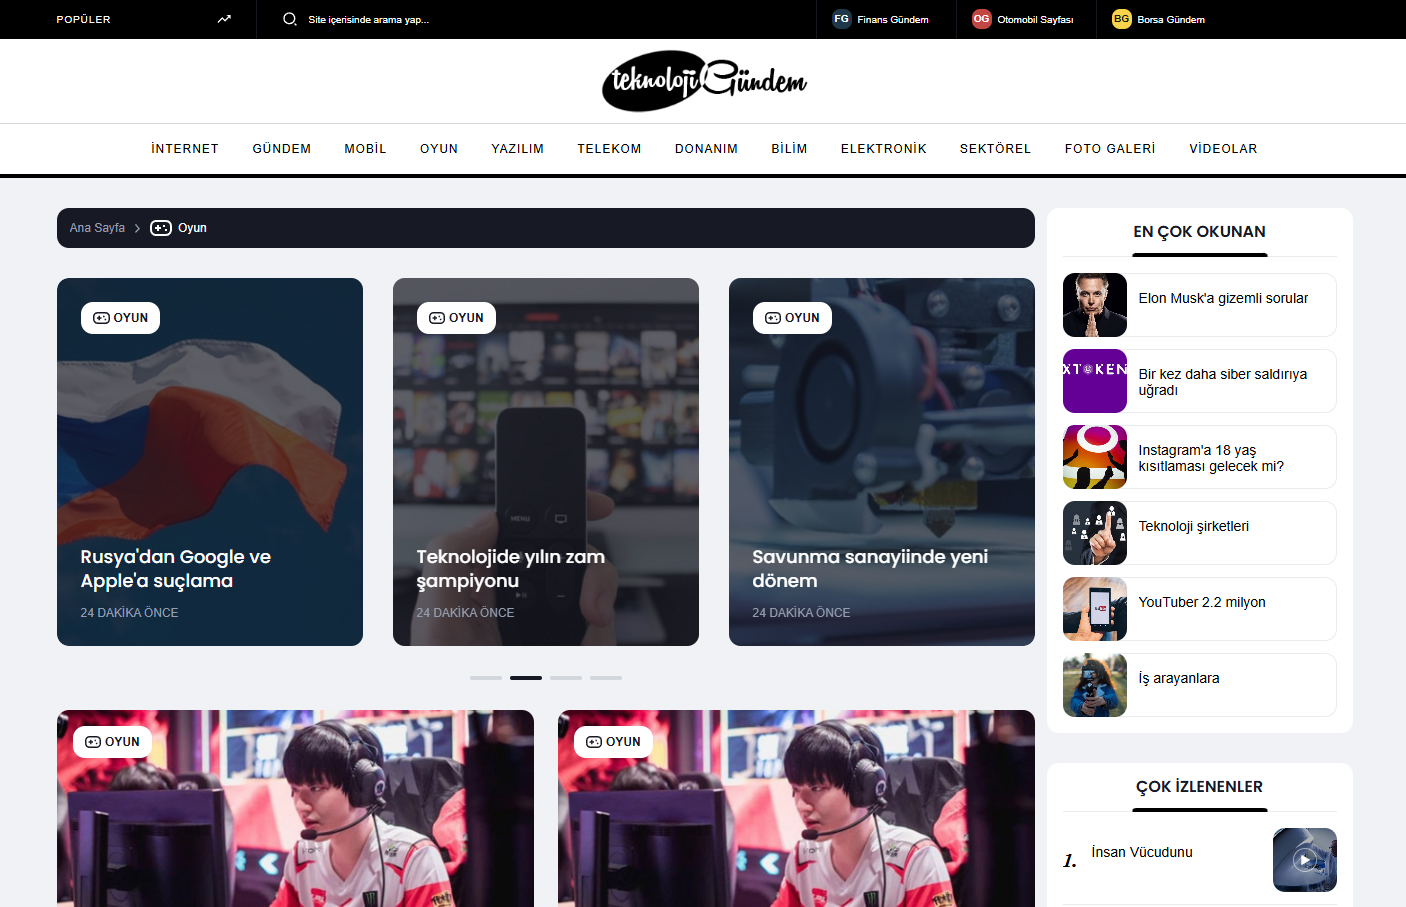 POPÜLER
Site içerisinde arama yap...
FG Finans Gündem
OG Otomobil Sayfası
BG Borsa Gündem
teknoloji Gündem
İNTERNET GÜNDEM MOBİL OYUN YAZILIM TELEKOM DONANIM BİLİM ELEKTRONİK SEKTÖREL FOTO GALERİ VİDEOLAR
Ana Sayfa > Oyun
OYUN
Rusya'dan Google ve
Apple'a suçlama
24 DAKİKA ÖNCE
OYUN
MENU
Teknolojide yılın zam
şampiyonu
24 DAKİKA ÖNCE
OYUN
Savunma sanayiinde yeni
dönem
24 DAKİKA ÖNCE
OYUN
OYUN
EN ÇOK OKUNAN
Elon Musk'a gizemli sorular
XTOKEN
Bir kez daha siber saldırıya
uğradı
Instagram'a 18 yaş
kısıtlaması gelecek mi?
Teknoloji şirketleri
YouTuber 2.2 milyon
İş arayanlara
ÇOK İZLENENLER
1. İnsan Vücudunu